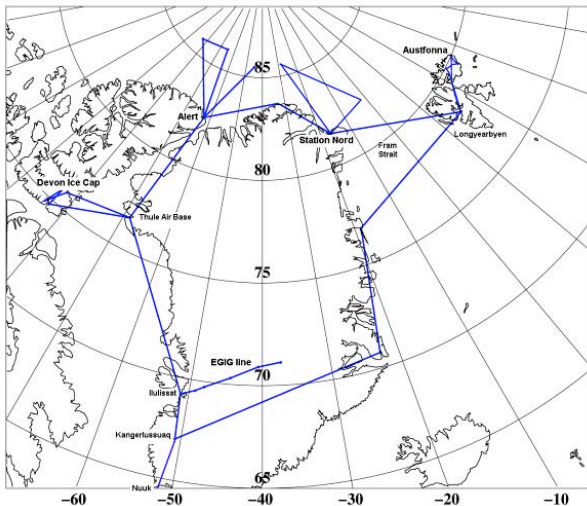 Austfonna
85
Alert
Longyearbyen
Station Nord
Fram
Strait
80
Devon Ice Cap
Thule Air Base
75
EGIG line
70
Ilulissat
Kangerlussuaq
65
Nuuk
−60
−50
−40
−30
−20
−10